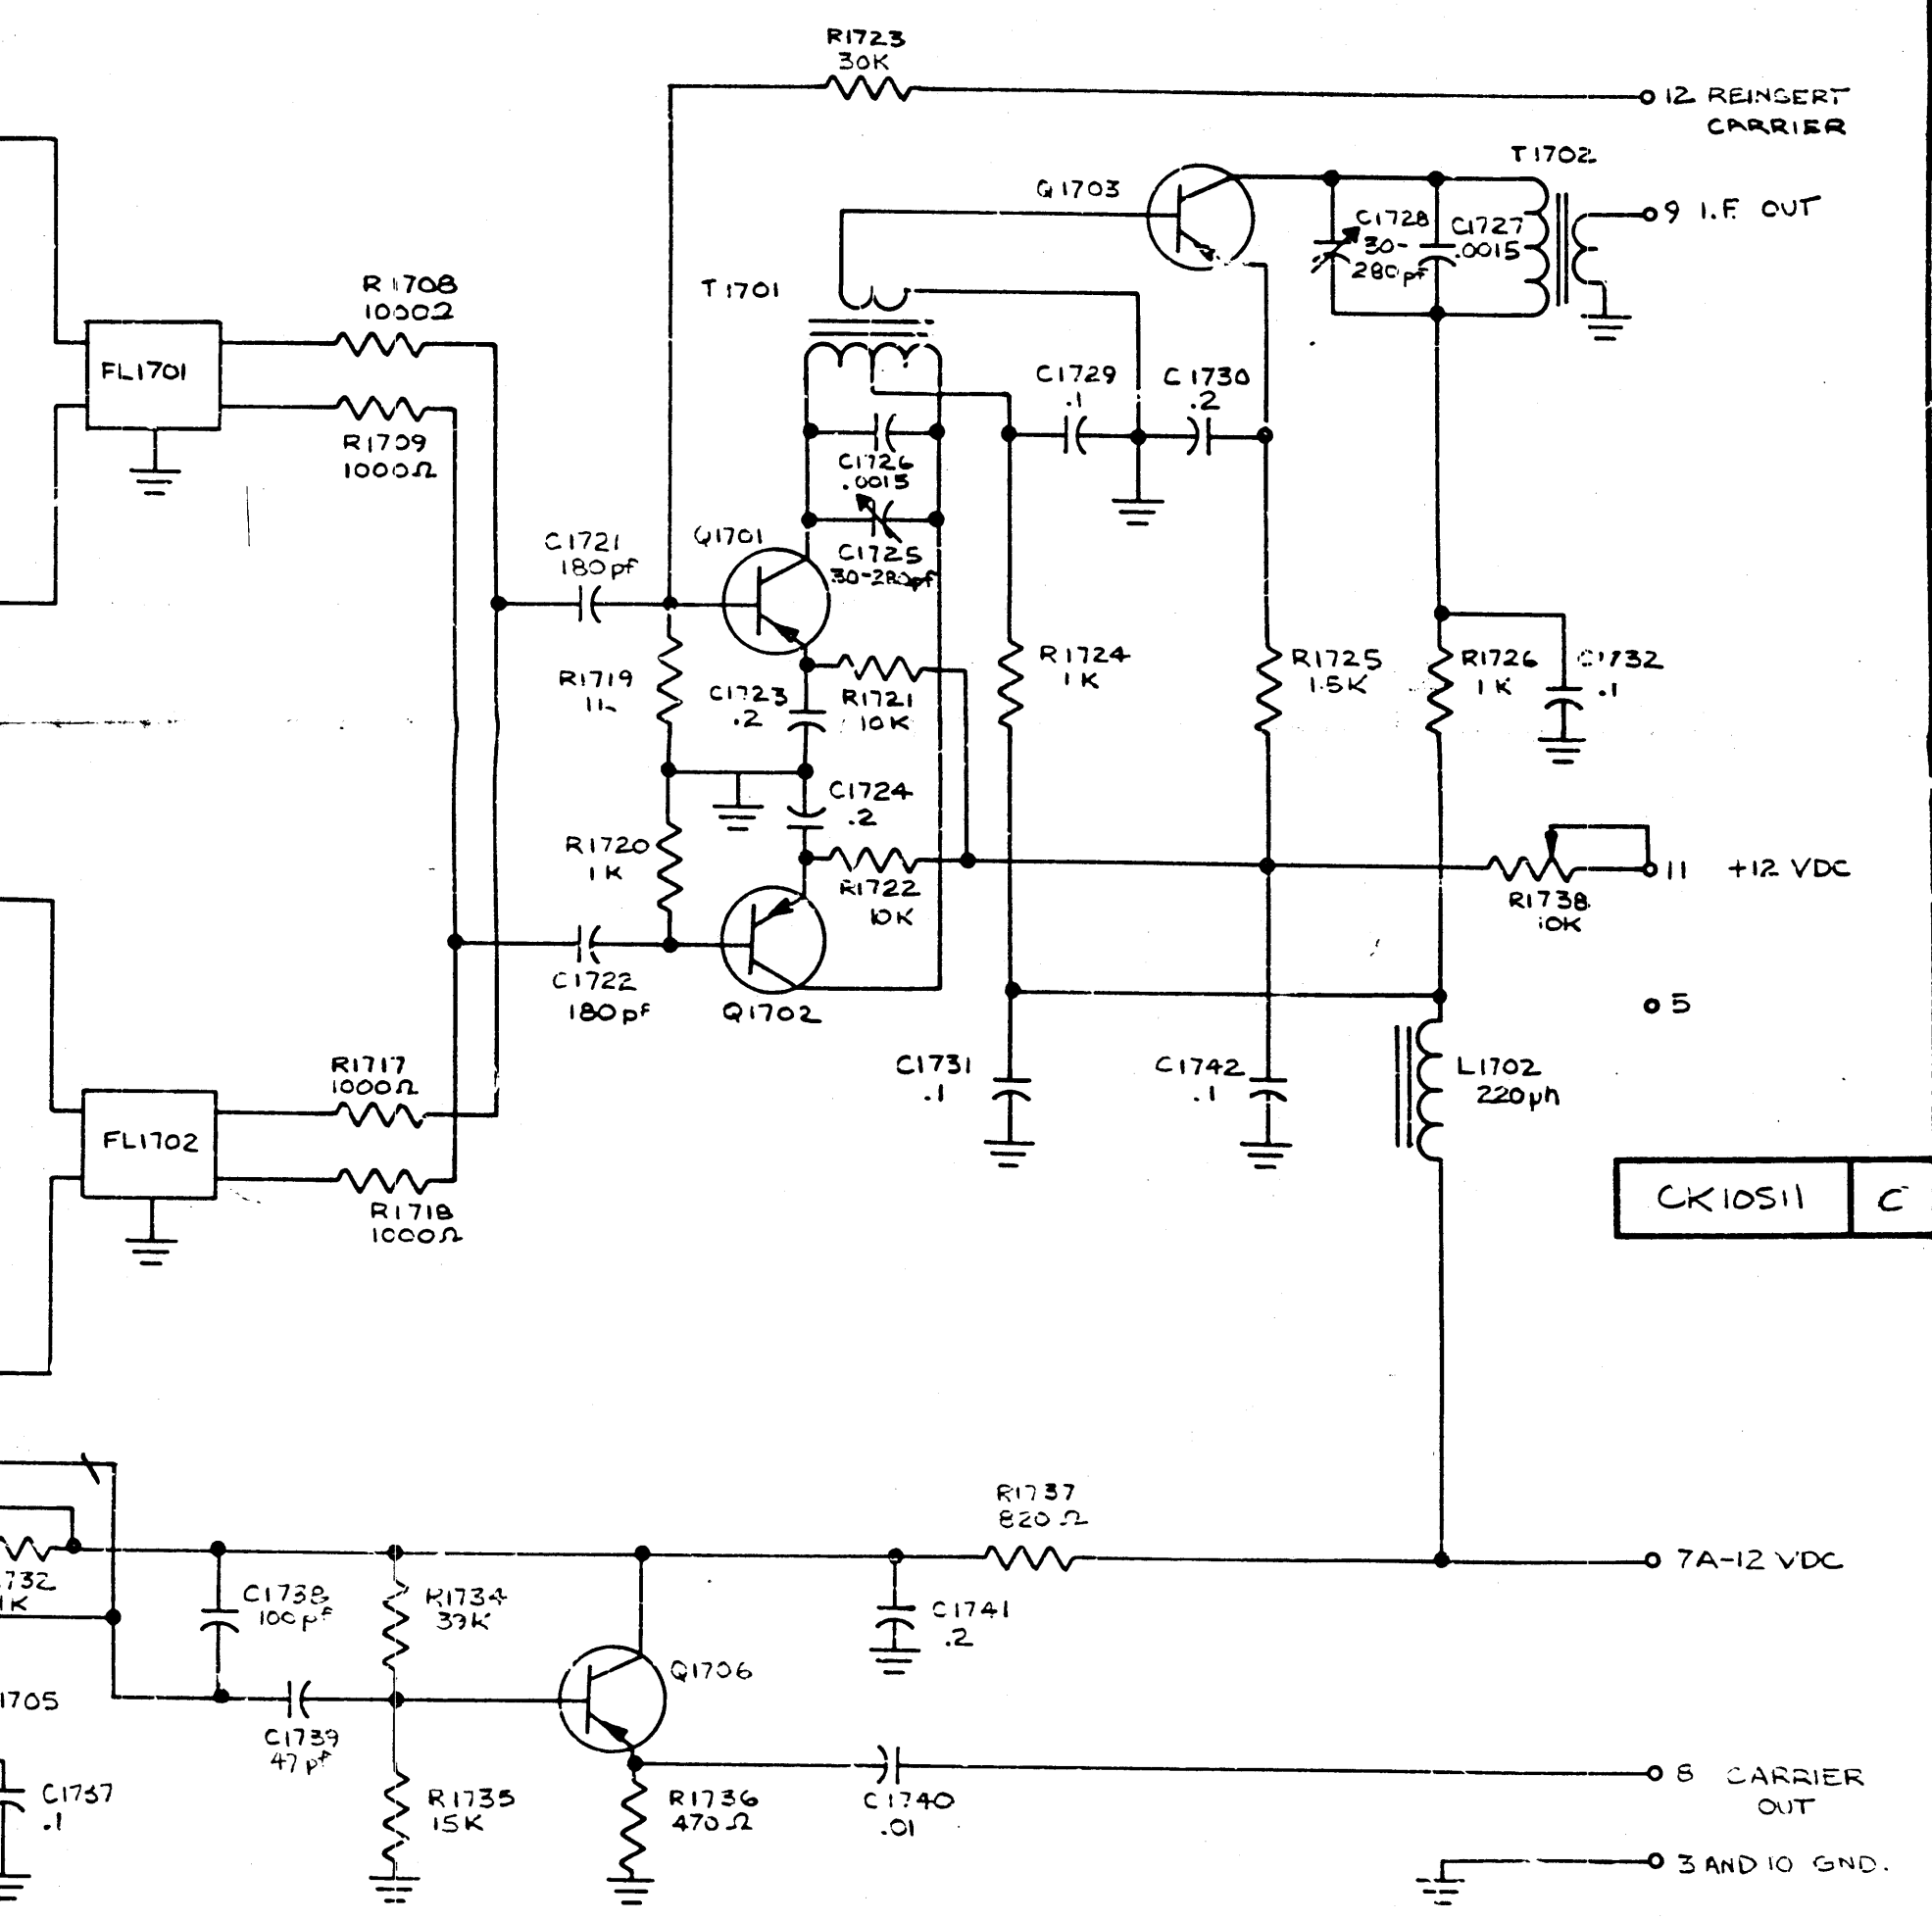 R1723
30K
12 REINSERT
CARRIER
T1702
Q1703
9 I.F. OUT
C1728
30-
280pf
C1727
.0015
R1708
1000Ω
T1701
FL1701
R1709
1000Ω
C1729
.1
C1730
.2
C1726
.0015
C1721
180pf
Q1701
C1725
30-280pf
R1719
C1723
.2
R1721
10K
R1724
1K
R1725
1.5K
R1726
1K
C1732
.1
C1724
.2
R1720
1K
R1722
10K
11 +12 VDC
R1738
10K
C1722
180pf
Q1702
5
R1717
1000Ω
C1731
.1
C1742
.1
L1702
220µh
FL1702
CK10511 C
R1718
1000Ω
R1737
820Ω
7A-12 VDC
732
1K
C1738
100pf
R1734
39K
C1741
.2
Q1706
1705
C1739
47pf
C1737
.1
R1735
15K
R1736
470Ω
C1740
.01
8 CARRIER
OUT
3 AND 10 GND.